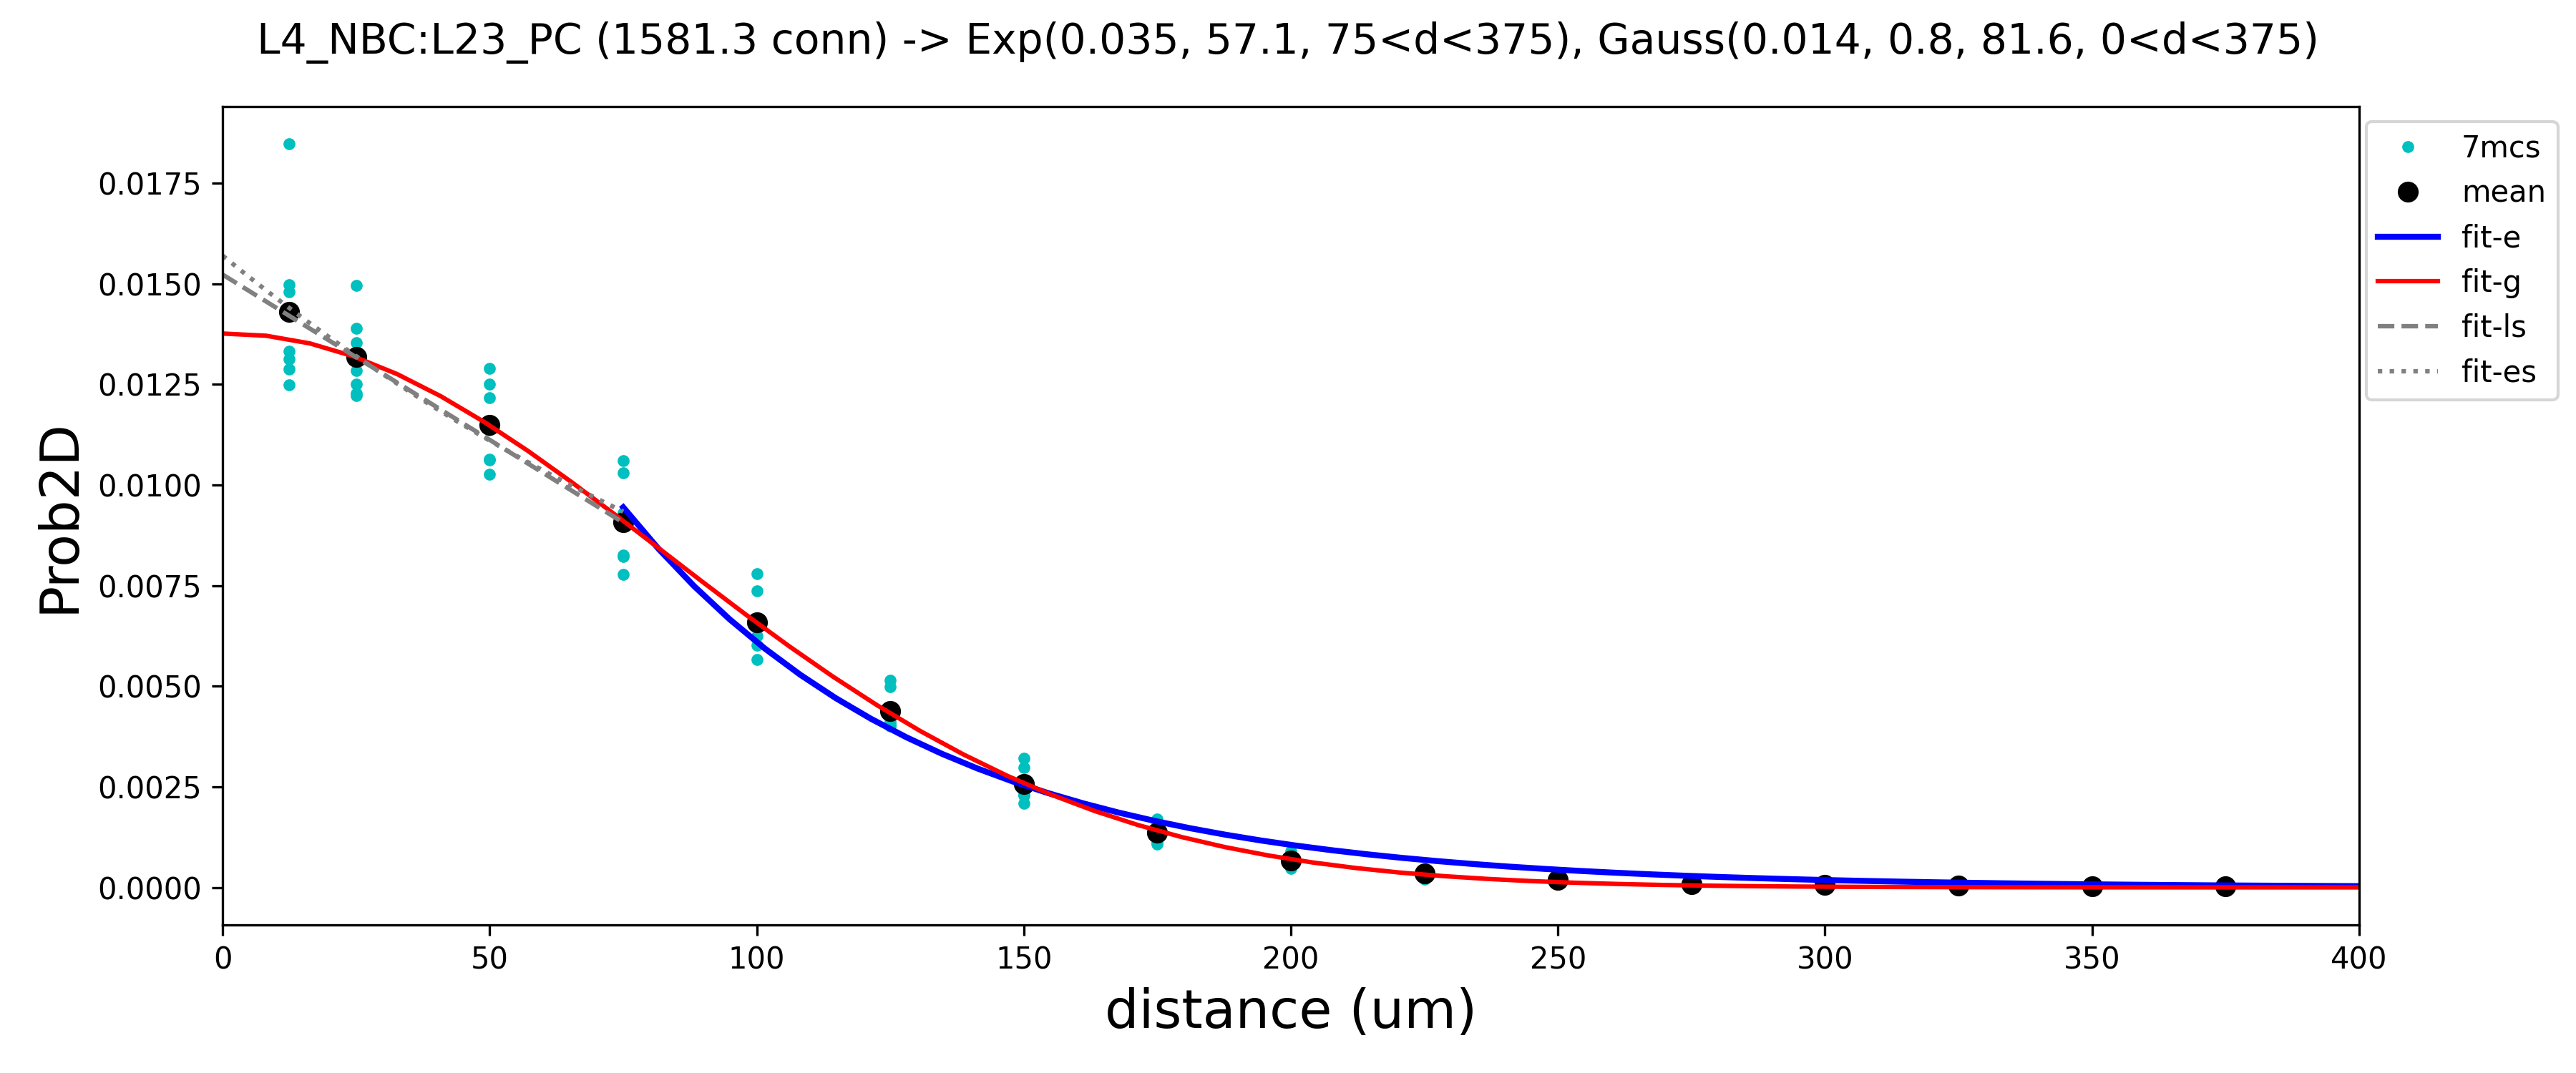 L4_NBC:L23_PC (1581.3 conn) -> Exp(0.035, 57.1, 75<d<375), Gauss(0.014, 0.8, 81.6, 0<d<375)
7mcs
mean
fit-e
fit-g
fit-ls
fit-es
Prob2D
0.0175
0.0150
0.0125
0.0100
0.0075
0.0050
0.0025
0.0000
0 50 100 150 200 250 300 350 400
distance (um)